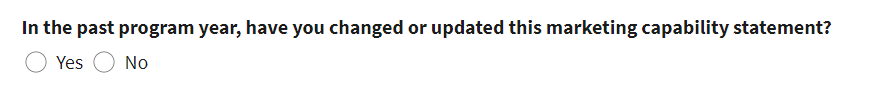 In the past program year, have you changed or updated this marketing capability statement?
Yes No